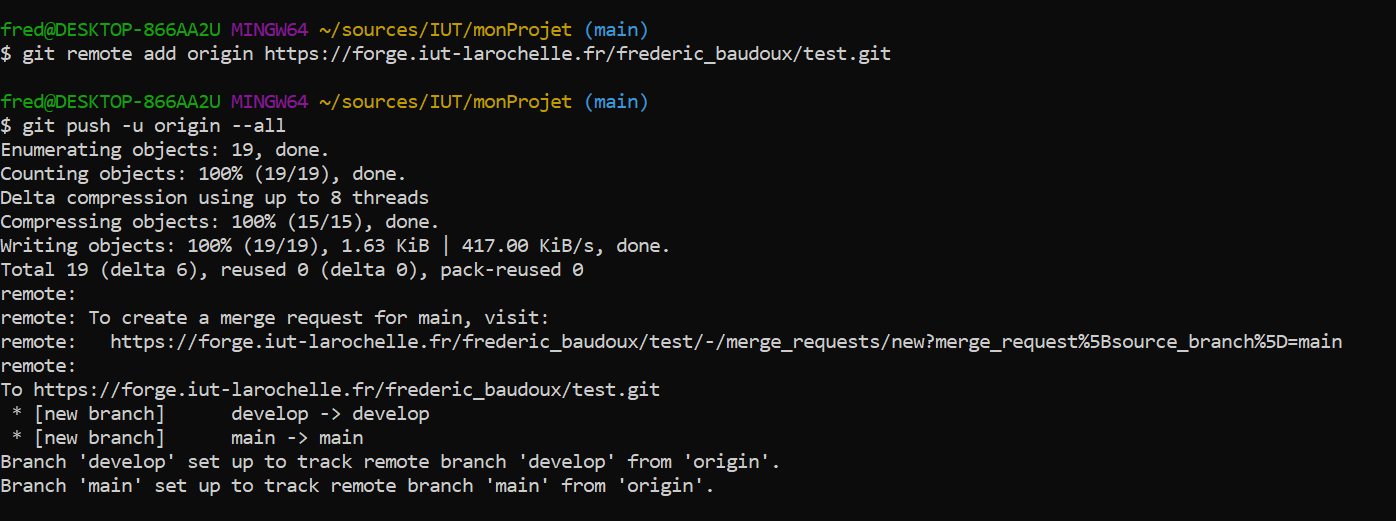 fred@DESKTOP-866AA2U MINGW64 ~/sources/IUT/monProjet (main)
$ git remote add origin https://forge.iut-larochelle.fr/frederic_baudoux/test.git
fred@DESKTOP-866AA2U MINGW64 ~/sources/IUT/monProjet (main)
$ git push -u origin --all
Enumerating objects: 19, done.
Counting objects: 100% (19/19), done.
Delta compression using up to 8 threads
Compressing objects: 100% (15/15), done.
Writing objects: 100% (19/19), 1.63 KiB | 417.00 KiB/s, done.
Total 19 (delta 6), reused 0 (delta 0), pack-reused 0
remote:
remote: To create a merge request for main, visit:
remote:   https://forge.iut-larochelle.fr/frederic_baudoux/test/-/merge_requests/new?merge_request%5Bsource_branch%5D=main
remote:
To https://forge.iut-larochelle.fr/frederic_baudoux/test.git
 * [new branch]      develop -> develop
 * [new branch]      main -> main
Branch 'develop' set up to track remote branch 'develop' from 'origin'.
Branch 'main' set up to track remote branch 'main' from 'origin'.